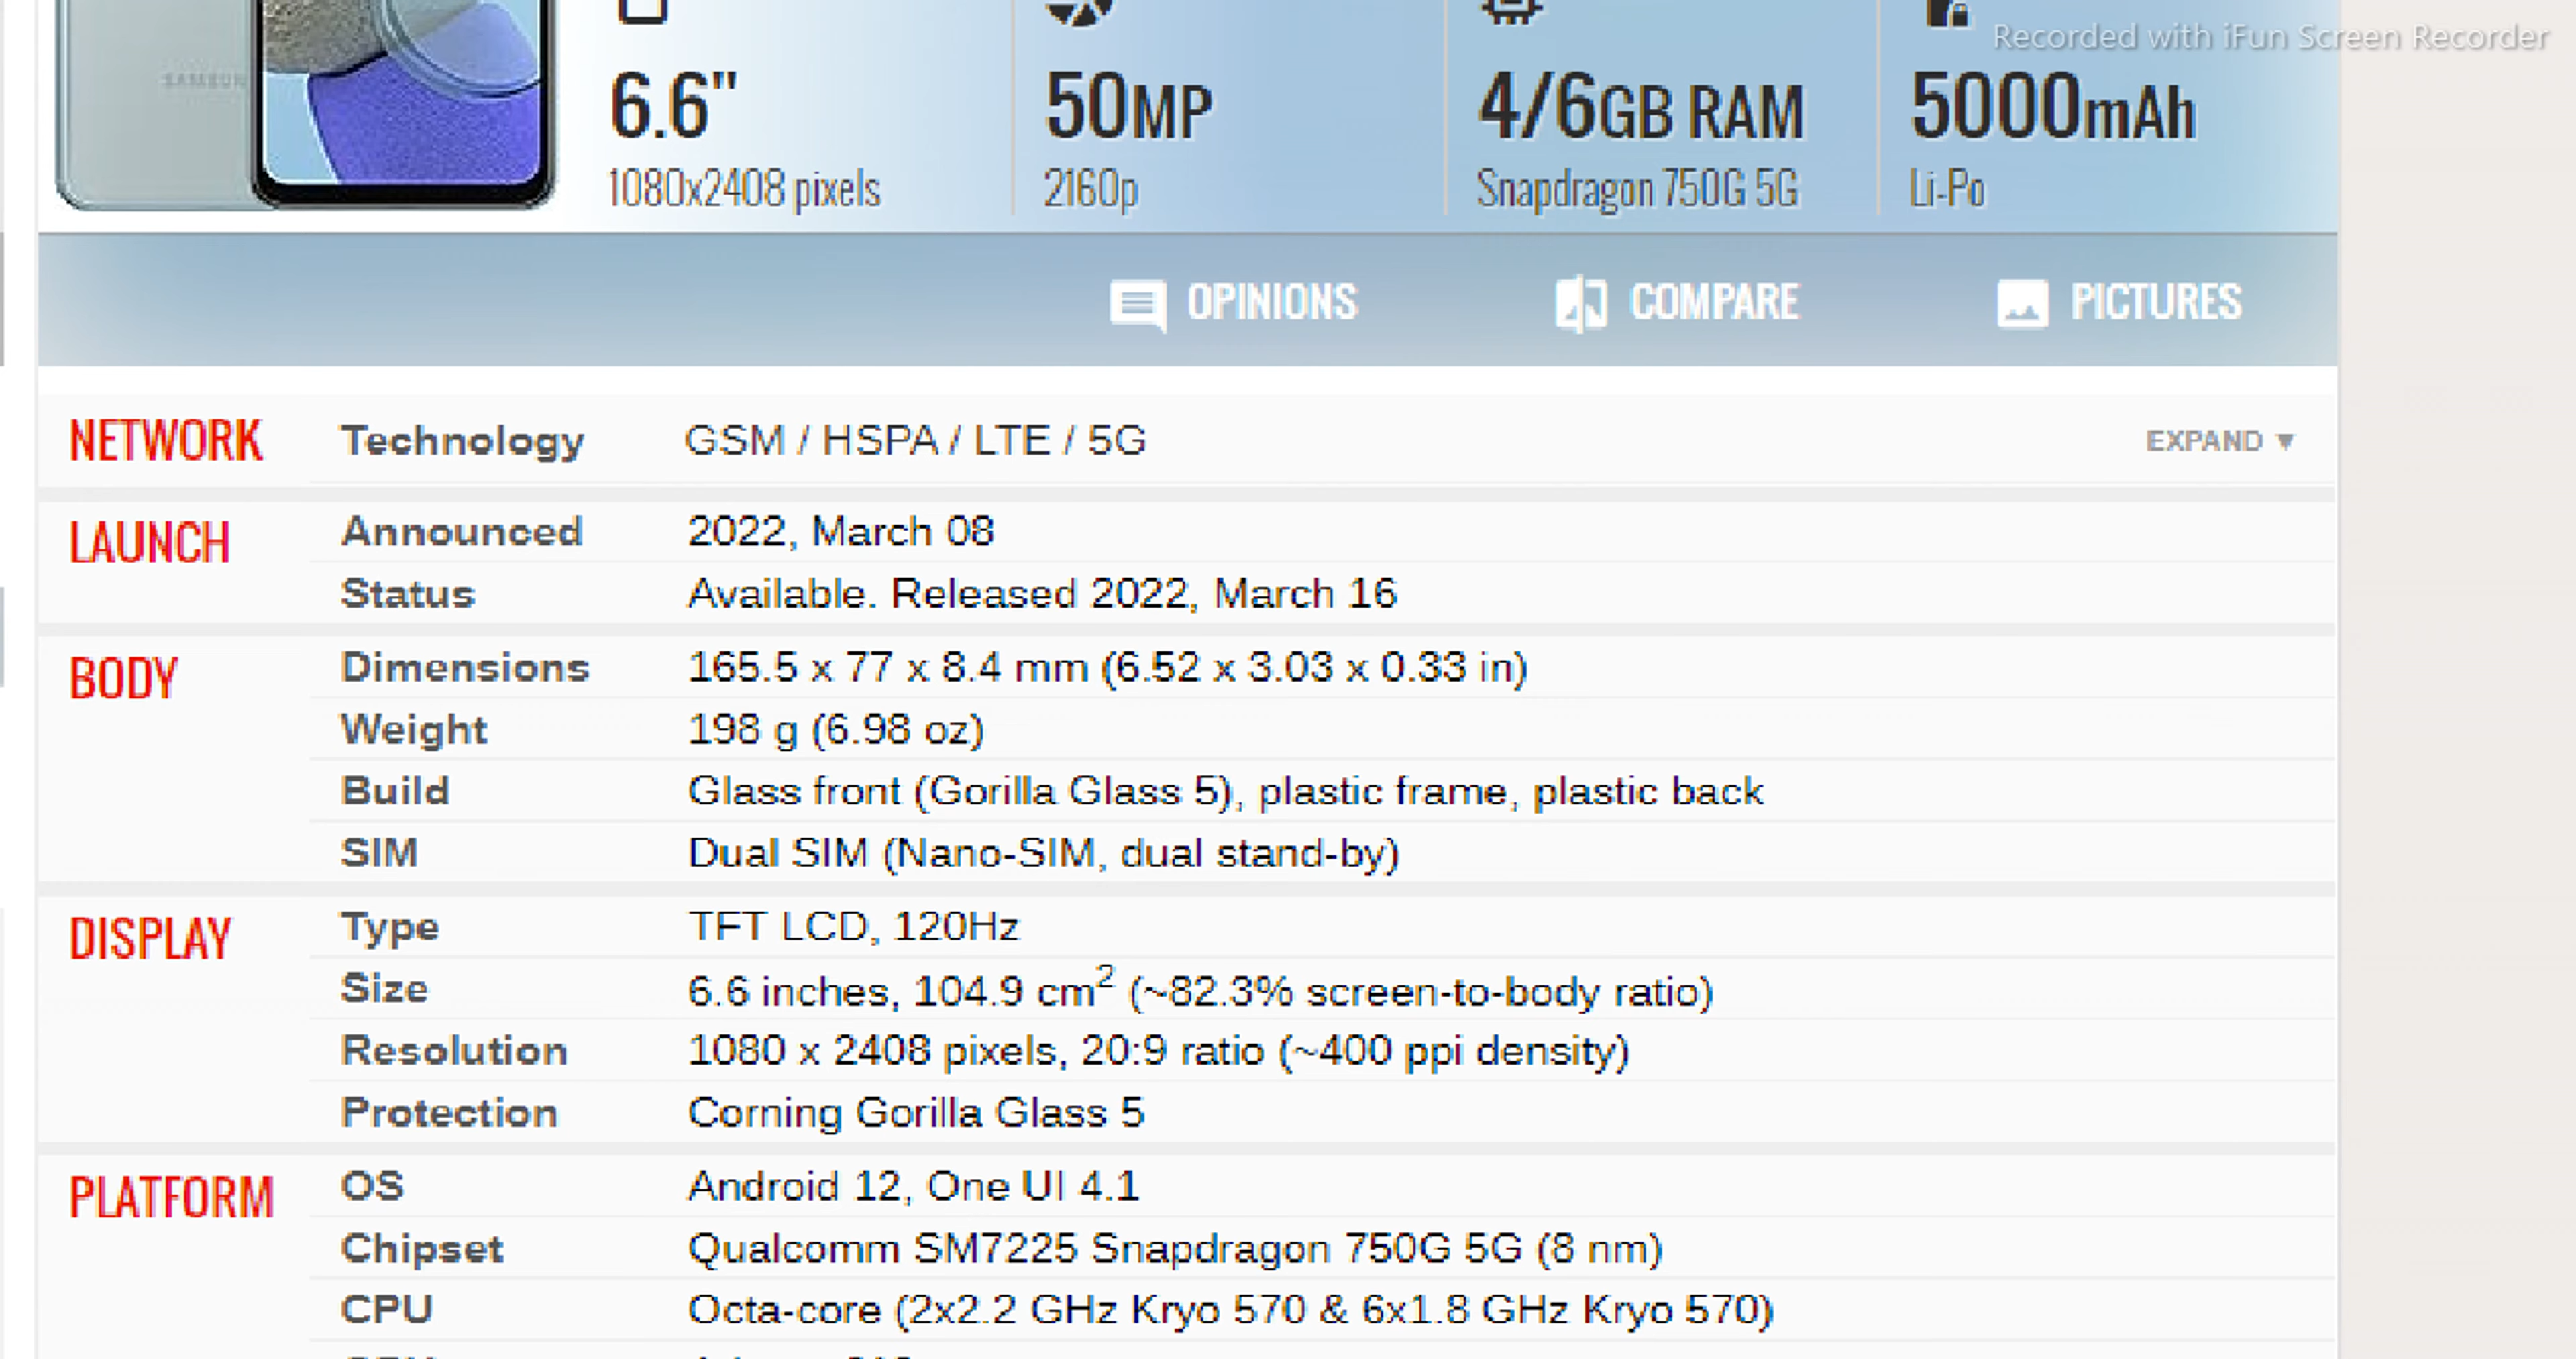 Recorded with iFun Screen Recorder
6.6" 50MP 4/6GB RAM 5000mAh
1080x2408 pixels 2160p Snapdragon 750G 5G Li-Po
OPINIONS COMPARE PICTURES
NETWORK Technology GSM / HSPA / LTE / 5G EXPAND ▼
LAUNCH Announced 2022, March 08
Status Available. Released 2022, March 16
BODY Dimensions 165.5 x 77 x 8.4 mm (6.52 x 3.03 x 0.33 in)
Weight 198 g (6.98 oz)
Build Glass front (Gorilla Glass 5), plastic frame, plastic back
SIM Dual SIM (Nano-SIM, dual stand-by)
DISPLAY Type TFT LCD, 120Hz
Size 6.6 inches, 104.9 cm² (~82.3% screen-to-body ratio)
Resolution 1080 x 2408 pixels, 20:9 ratio (~400 ppi density)
Protection Corning Gorilla Glass 5
PLATFORM OS Android 12, One UI 4.1
Chipset Qualcomm SM7225 Snapdragon 750G 5G (8 nm)
CPU Octa-core (2x2.2 GHz Kryo 570 & 6x1.8 GHz Kryo 570)